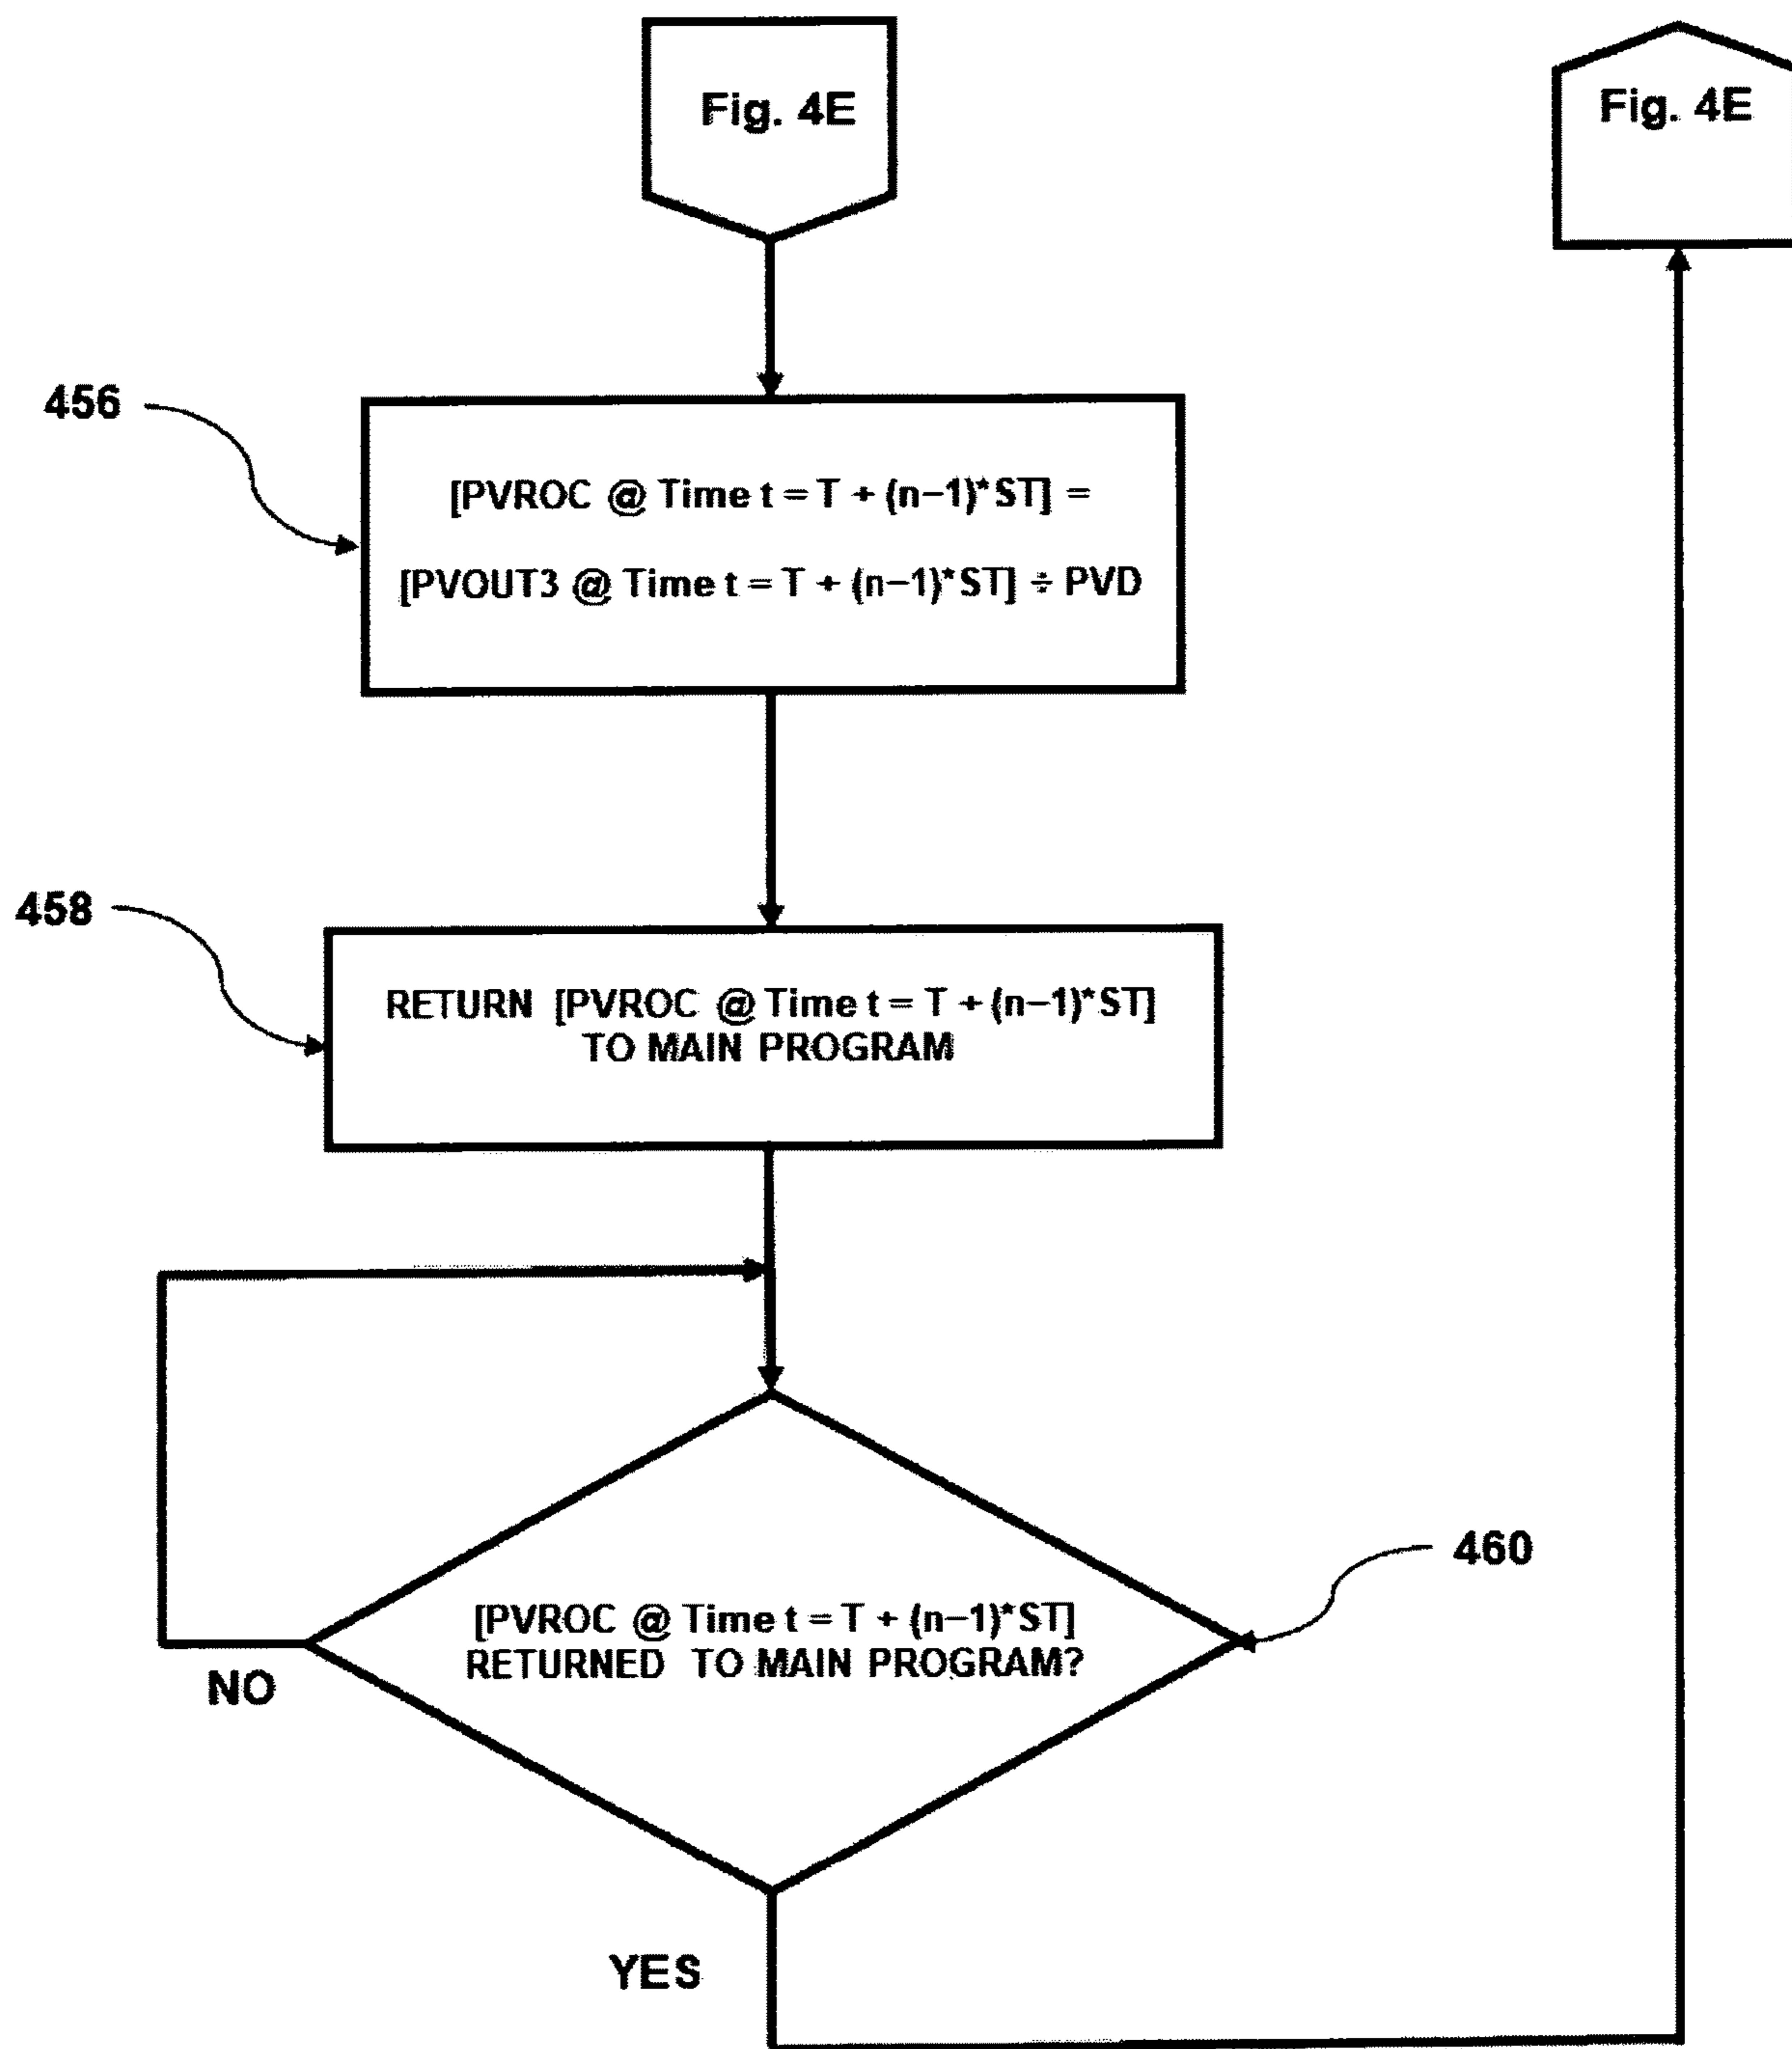 Fig. 4E
Fig. 4E
456
[PVROC @ Time t = T + (n−1)*ST] =
[PVOUT3 @ Time t = T + (n−1)*ST] ÷ PVD
458
RETURN [PVROC @ Time t = T + (n−1)*ST]
TO MAIN PROGRAM
460
[PVROC @ Time t = T + (n−1)*ST]
RETURNED TO MAIN PROGRAM?
NO
YES